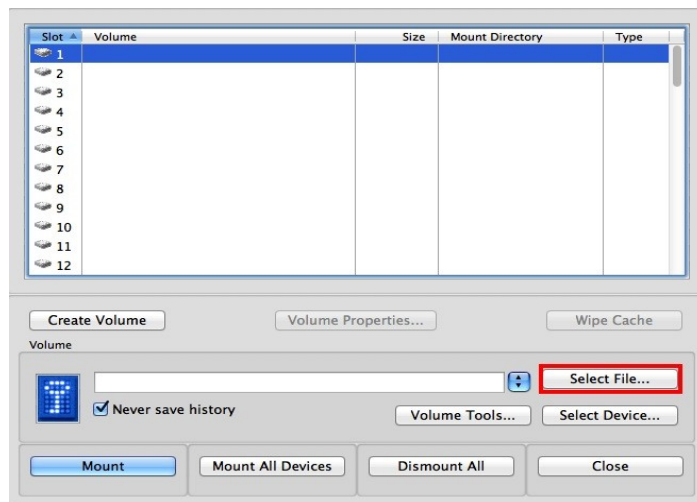 Slot Volume Size Mount Directory Type
1
2
3
4
5
6
7
8
9
10
11
12
Create Volume Volume Properties... Wipe Cache
Volume
Select File...
Never save history Volume Tools... Select Device...
Mount Mount All Devices Dismount All Close